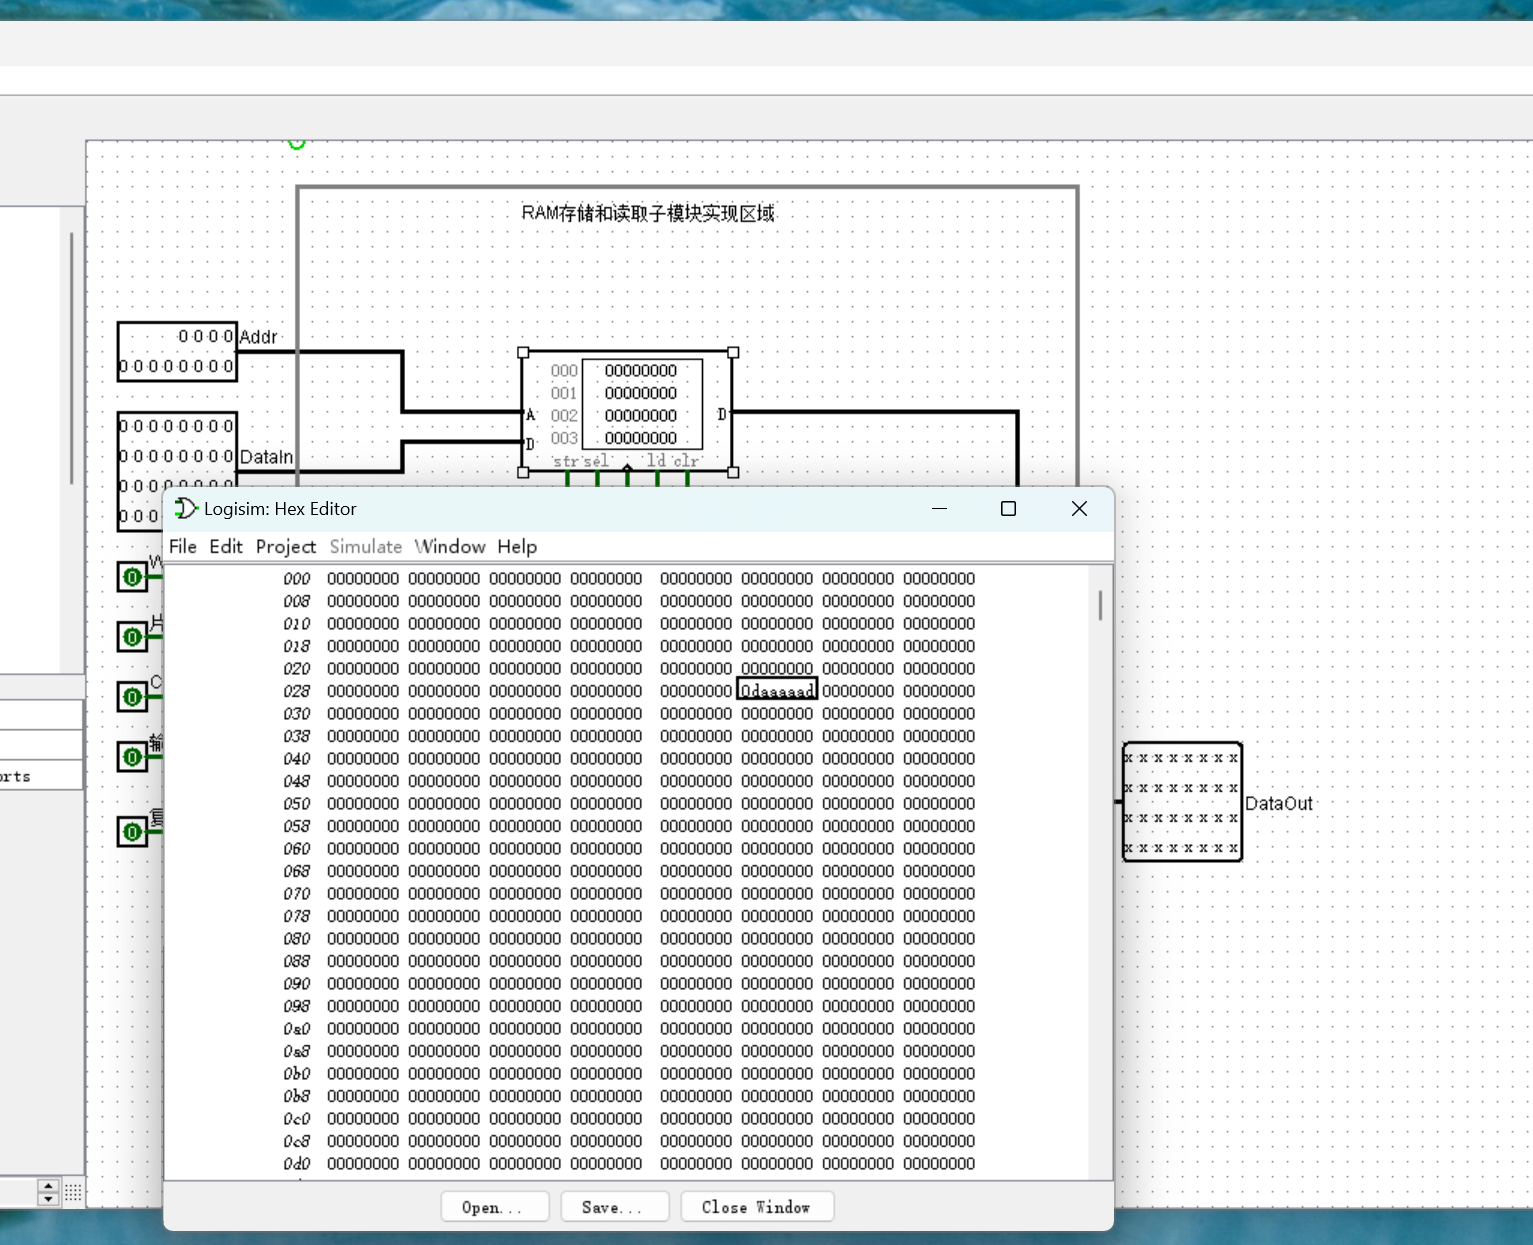 RAM存储和读取子模块实现区域
0000 Addr
00000000
000 00000000
001 00000000
A 002 00000000 D
D 003 00000000
str sel ld clr
00000000
00000000 DataIn
000
000
Logisim: Hex Editor
File Edit Project Simulate Window Help
000 00000000 00000000 00000000 00000000 00000000 00000000 00000000 00000000
008 00000000 00000000 00000000 00000000 00000000 00000000 00000000 00000000
010 00000000 00000000 00000000 00000000 00000000 00000000 00000000 00000000
018 00000000 00000000 00000000 00000000 00000000 00000000 00000000 00000000
020 00000000 00000000 00000000 00000000 00000000 00000000 00000000 00000000
028 00000000 00000000 00000000 00000000 00000000 0daaaaad 00000000 00000000
030 00000000 00000000 00000000 00000000 00000000 00000000 00000000 00000000
038 00000000 00000000 00000000 00000000 00000000 00000000 00000000 00000000
040 00000000 00000000 00000000 00000000 00000000 00000000 00000000 00000000
048 00000000 00000000 00000000 00000000 00000000 00000000 00000000 00000000
050 00000000 00000000 00000000 00000000 00000000 00000000 00000000 00000000
058 00000000 00000000 00000000 00000000 00000000 00000000 00000000 00000000
060 00000000 00000000 00000000 00000000 00000000 00000000 00000000 00000000
068 00000000 00000000 00000000 00000000 00000000 00000000 00000000 00000000
070 00000000 00000000 00000000 00000000 00000000 00000000 00000000 00000000
078 00000000 00000000 00000000 00000000 00000000 00000000 00000000 00000000
080 00000000 00000000 00000000 00000000 00000000 00000000 00000000 00000000
088 00000000 00000000 00000000 00000000 00000000 00000000 00000000 00000000
090 00000000 00000000 00000000 00000000 00000000 00000000 00000000 00000000
098 00000000 00000000 00000000 00000000 00000000 00000000 00000000 00000000
0a0 00000000 00000000 00000000 00000000 00000000 00000000 00000000 00000000
0a8 00000000 00000000 00000000 00000000 00000000 00000000 00000000 00000000
0b0 00000000 00000000 00000000 00000000 00000000 00000000 00000000 00000000
0b8 00000000 00000000 00000000 00000000 00000000 00000000 00000000 00000000
0c0 00000000 00000000 00000000 00000000 00000000 00000000 00000000 00000000
0c8 00000000 00000000 00000000 00000000 00000000 00000000 00000000 00000000
0d0 00000000 00000000 00000000 00000000 00000000 00000000 00000000 00000000
Open... Save... Close Window
0
0 片
0 C
0 输
0 复
orts
xxxxxxxx
xxxxxxxx
xxxxxxxx
xxxxxxxx
DataOut